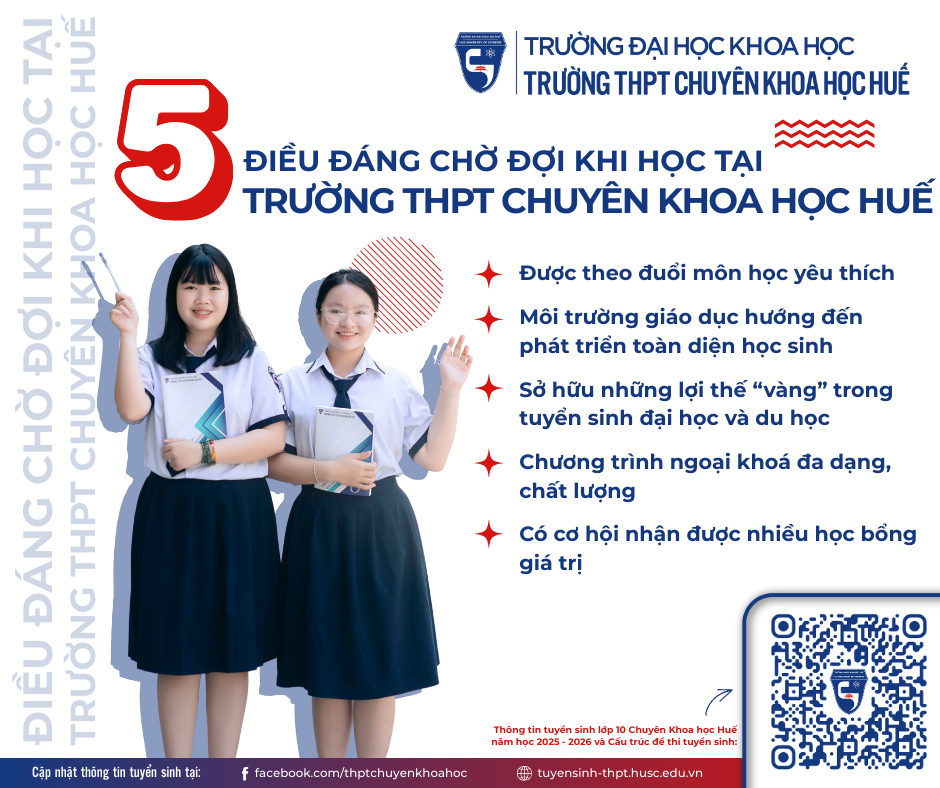 TRƯỜNG ĐẠI HỌC KHOA HỌC
TRƯỜNG THPT CHUYÊN KHOA HỌC HUẾ
5
ĐIỀU ĐÁNG CHỜ ĐỢI KHI HỌC TẠI
TRƯỜNG THPT CHUYÊN KHOA HỌC HUẾ
ĐIỀU ĐÁNG CHỜ ĐỢI KHI HỌC TẠI
TRƯỜNG THPT CHUYÊN KHOA HỌC HUẾ
Được theo đuổi môn học yêu thích
Môi trường giáo dục hướng đến
phát triển toàn diện học sinh
Sở hữu những lợi thế “vàng” trong
tuyển sinh đại học và du học
Chương trình ngoại khoá đa dạng,
chất lượng
Có cơ hội nhận được nhiều học bổng
giá trị
Thông tin tuyển sinh lớp 10 Chuyên Khoa học Huế
năm học 2025 - 2026 và Cấu trúc đề thi tuyển sinh:
Cập nhật thông tin tuyển sinh tại:
facebook.com/thptchuyenkhoahoc
tuyensinh-thpt.husc.edu.vn